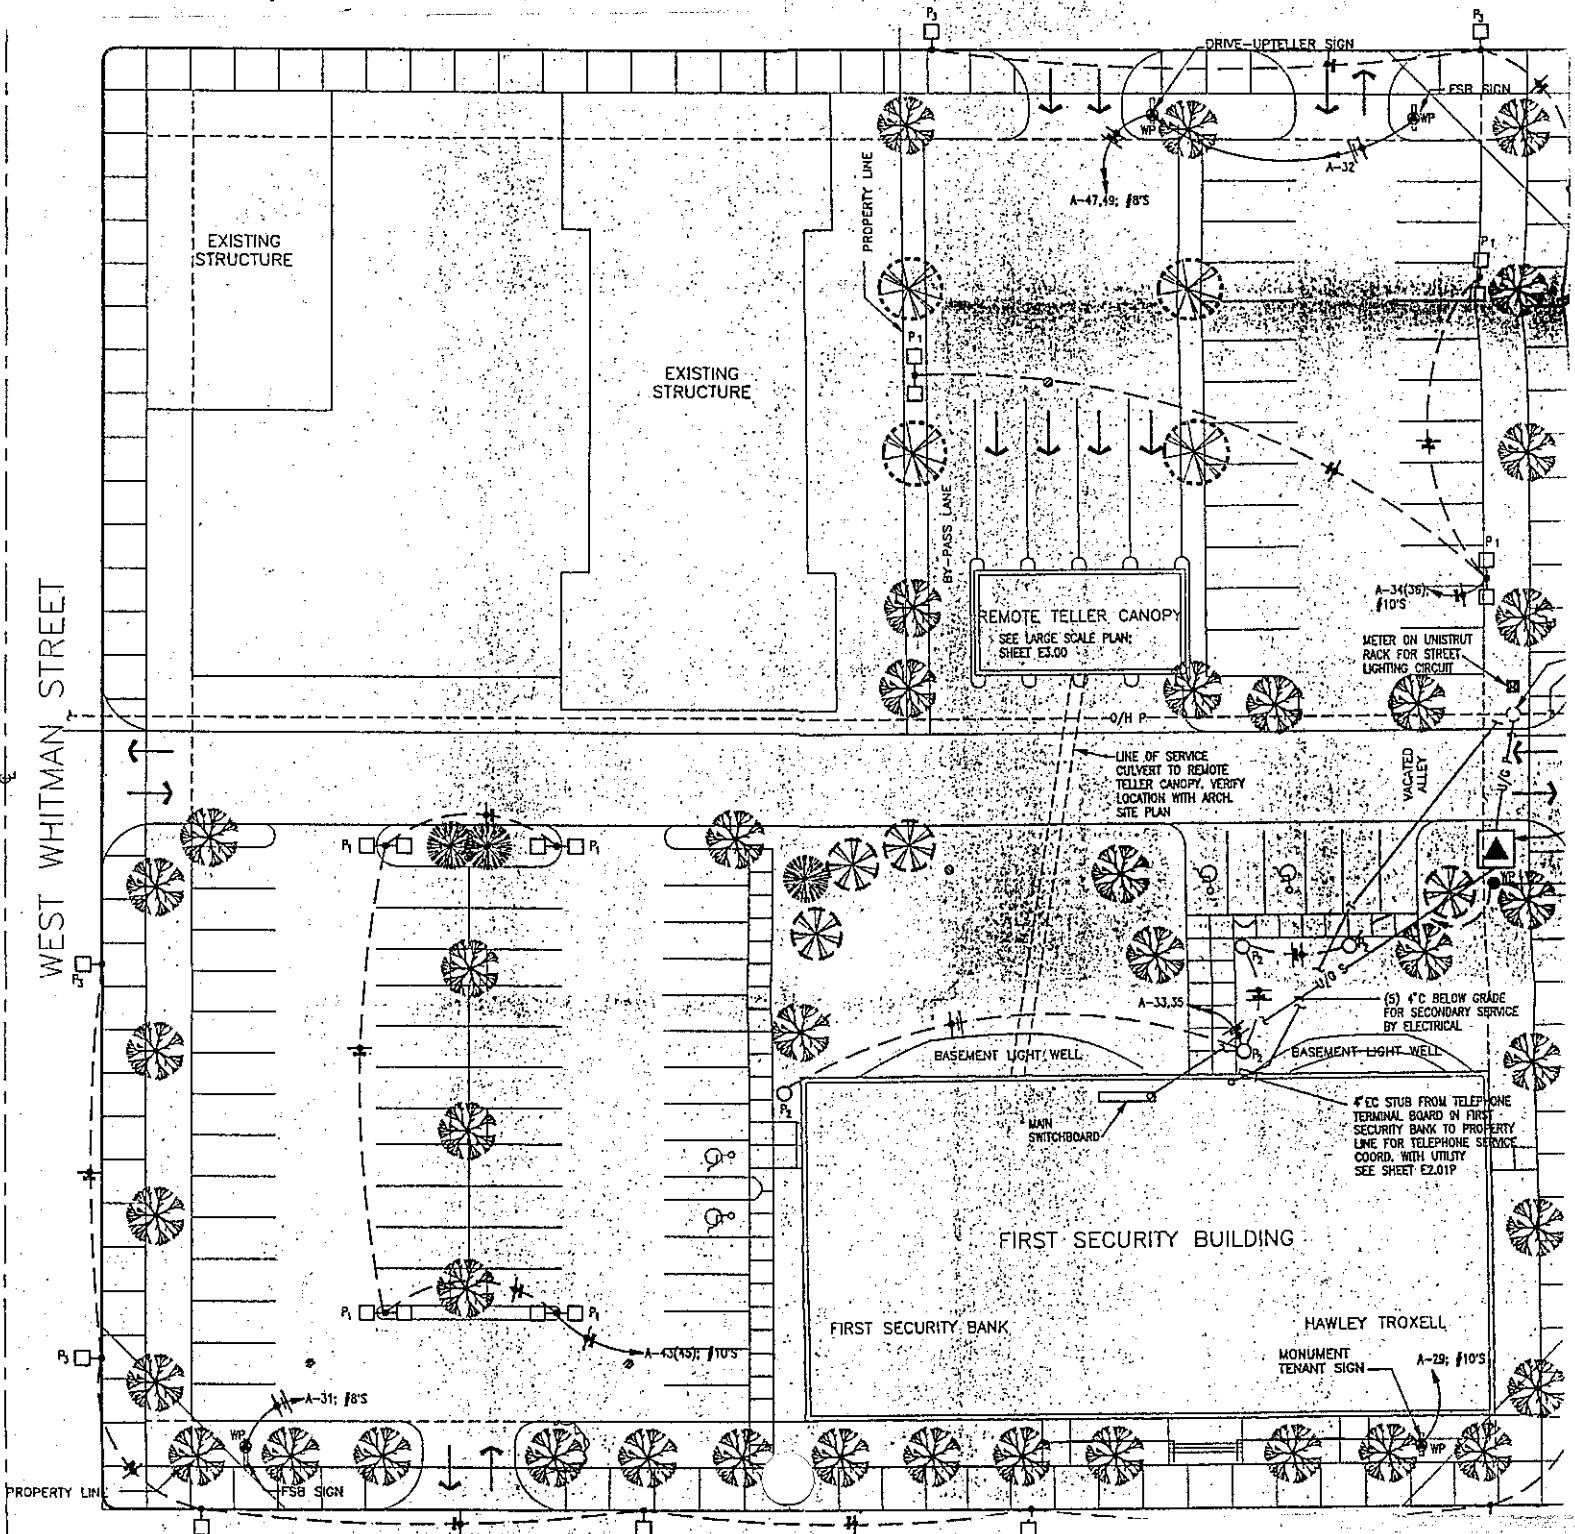 P3
P3
DRIVE-UPTELLER SIGN
FSB SIGN
WP
WP
A-32
A-47,49; #8'S
PROPERTY LINE
EXISTING
STRUCTURE
EXISTING
STRUCTURE
P1
P1
BY-PASS LANE
P1
A-34(36);
#10'S
REMOTE TELLER CANOPY
SEE LARGE SCALE PLAN;
SHEET E3.00
METER ON UNISTRUT
RACK FOR STREET
LIGHTING CIRCUIT
WEST WHITMAN STREET
O/H P
LINE OF SERVICE
CULVERT TO REMOTE
TELLER CANOPY, VERIFY
LOCATION WITH ARCH.
SITE PLAN
VACATED
ALLEY
U/G P
P1
P1
P3
P2
U/G S
A-33,35
(5) 4"C BELOW GRADE
FOR SECONDARY SERVICE
BY ELECTRICAL
BASEMENT LIGHT WELL
P2
BASEMENT LIGHT WELL
P2
MAIN
SWITCHBOARD
4"EC STUB FROM TELEPHONE
TERMINAL BOARD IN FIRST
SECURITY BANK TO PROPERTY
LINE FOR TELEPHONE SERVICE
COORD. WITH UTILITY
SEE SHEET E2.01P
FIRST SECURITY BUILDING
P1
P1
FIRST SECURITY BANK
HAWLEY TROXELL
P3
A-43(45); #10'S
MONUMENT
TENANT SIGN
A-29; #10'S
A-31; #8'S
WP
WP
PROPERTY LINE
FSB SIGN